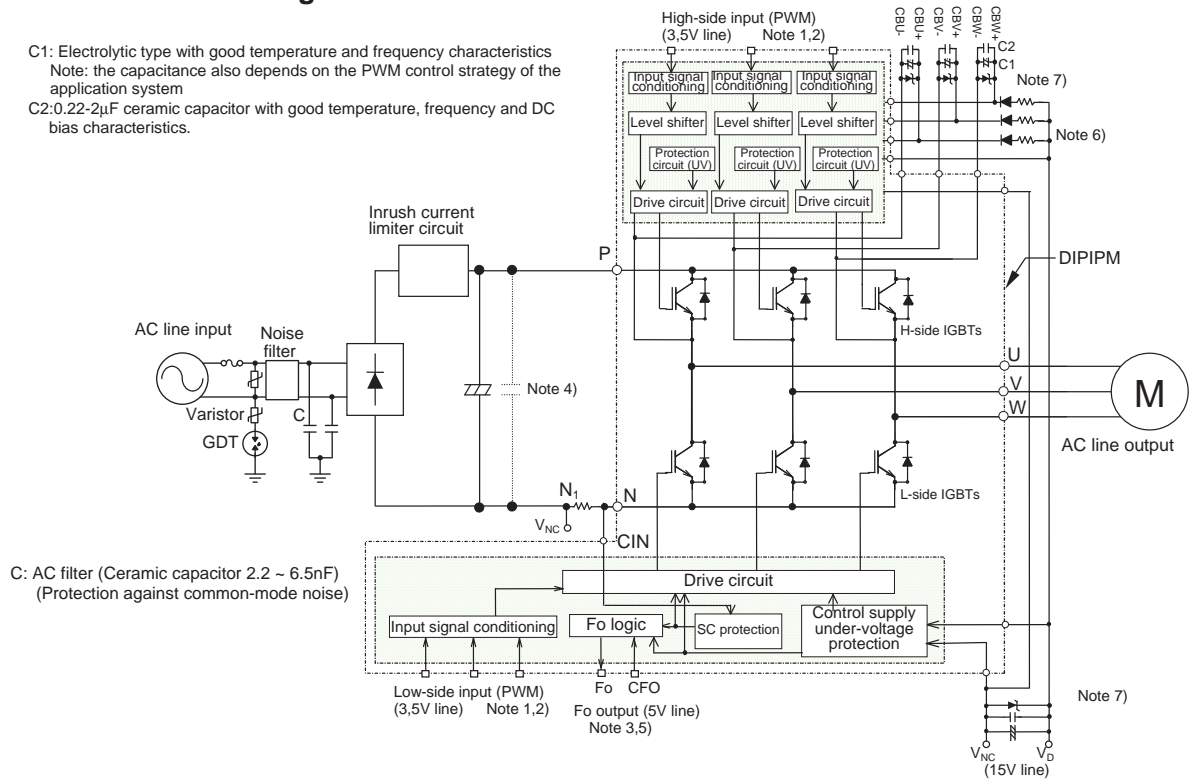 CBU-
CBU+
CBV-
CBV+
CBW-
CBW+
High-side input (PWM)
(3,5V line) Note 1,2)
C2
C1
C1: Electrolytic type with good temperature and frequency characteristics
Note: the capacitance also depends on the PWM control strategy of the
application system
C2:0.22-2μF ceramic capacitor with good temperature, frequency and DC
bias characteristics.
Note 7)
Note 6)
Input signal
conditioning
Input signal
conditioning
Input signal
conditioning
Level shifter
Level shifter
Level shifter
Protection
circuit (UV)
Protection
circuit (UV)
Protection
circuit (UV)
Drive circuit
Drive circuit
Drive circuit
Inrush current
limiter circuit
P
DIPIPM
H-side IGBTs
AC line input
Noise
filter
Note 4)
U
V
W
M
Varistor
C
GDT
AC line output
L-side IGBTs
N1
N
VNC
CIN
C: AC filter (Ceramic capacitor 2.2 ~ 6.5nF)
(Protection against common-mode noise)
Drive circuit
Input signal conditioning
Fo logic
SC protection
Control supply
under-voltage
protection
Low-side input (PWM)
(3,5V line) Note 1,2)
Fo
CFO
Fo output (5V line)
Note 3,5)
Note 7)
VNC
VD
(15V line)